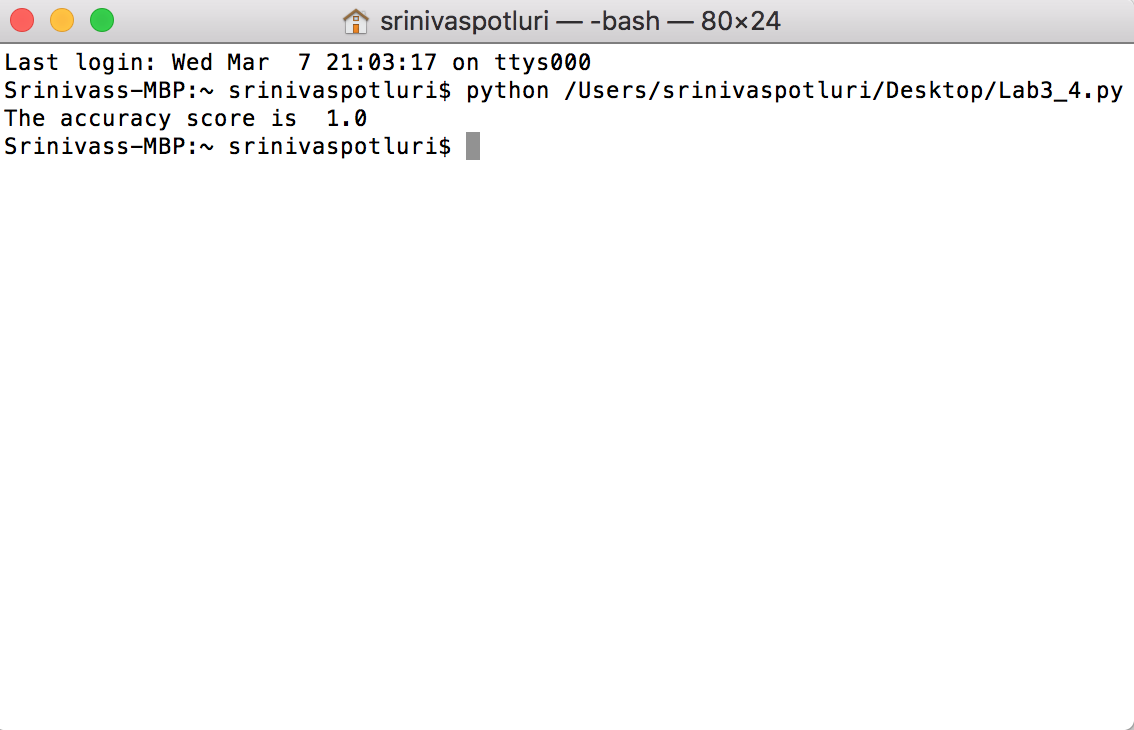 srinivaspotluri — -bash — 80×24
Last login: Wed Mar  7 21:03:17 on ttys000
Srinivass-MBP:~ srinivaspotluri$ python /Users/srinivaspotluri/Desktop/Lab3_4.py
The accuracy score is  1.0
Srinivass-MBP:~ srinivaspotluri$